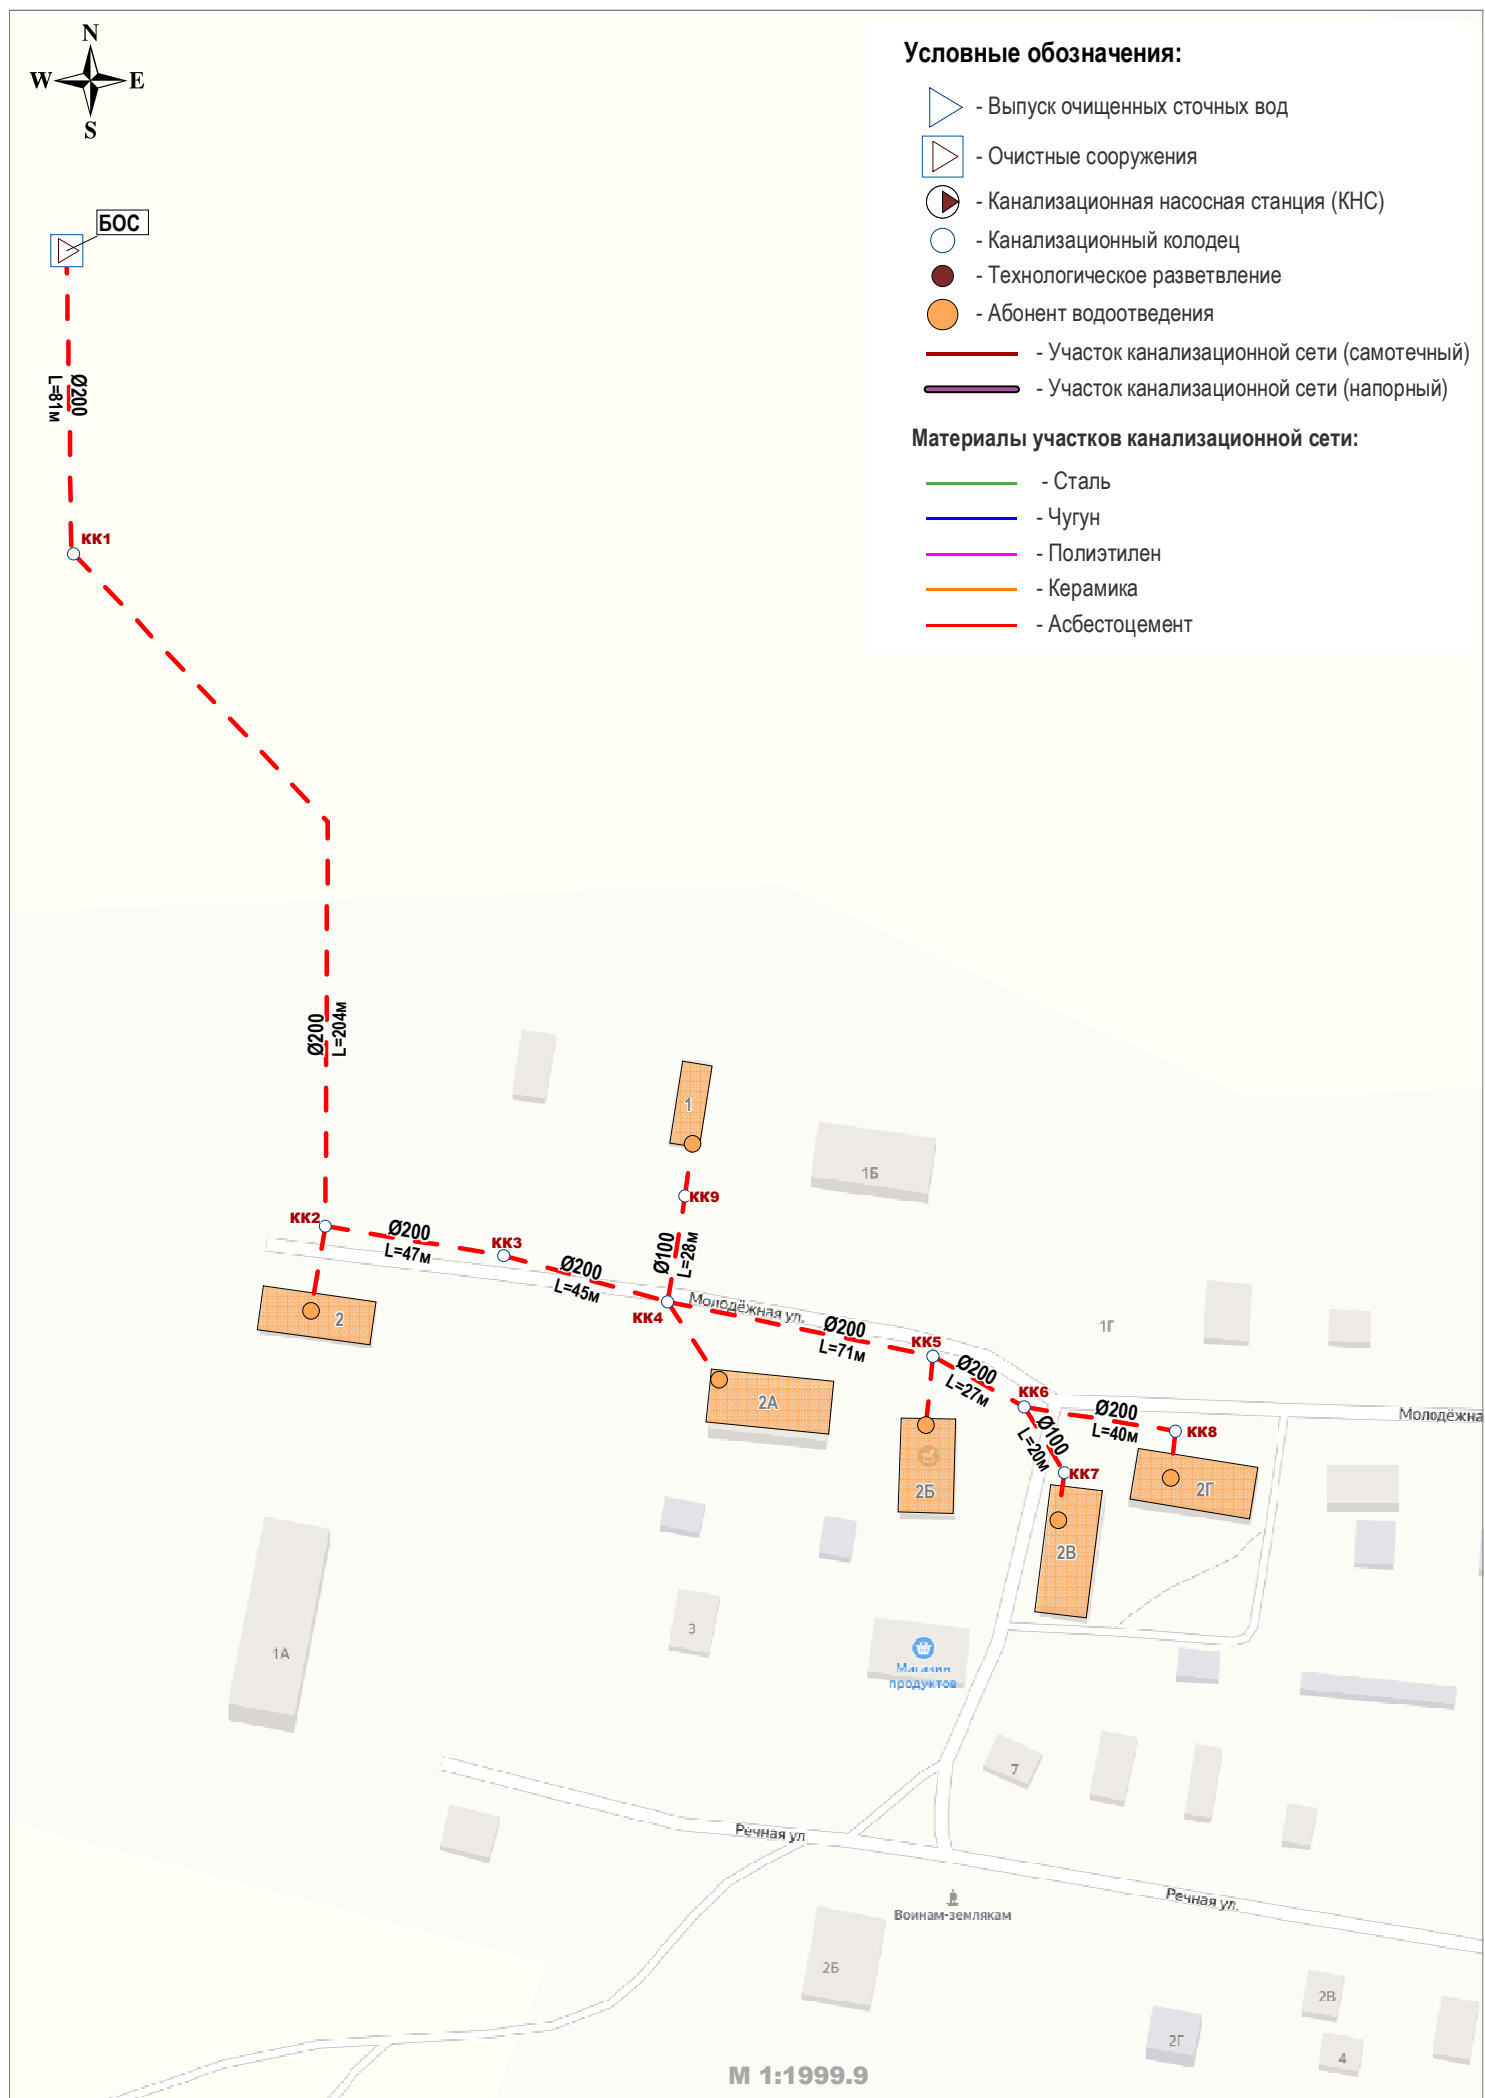 N
W E
S
Условные обозначения:
- Выпуск очищенных сточных вод
- Очистные сооружения
- Канализационная насосная станция (КНС)
- Канализационный колодец
- Технологическое разветвление
- Абонент водоотведения
- Участок канализационной сети (самотечный)
- Участок канализационной сети (напорный)
Материалы участков канализационной сети:
- Сталь
- Чугун
- Полиэтилен
- Керамика
- Асбестоцемент
БОС
Ø200
L=81м
КК1
Ø200
L=204м
1
1Б
КК9
КК2
Ø200
L=47м
КК3
Ø100
L=28м
Ø200
L=45м
КК4
Молодёжная ул.
2
Ø200
L=71м
КК5
1Г
Ø200
L=27м
КК6
2А
Ø200
L=40м
КК8
Молодёжна
Ø100
L=20м
КК7
2Б
2Г
2В
3
1А
Магазин
продуктов
7
Речная ул.
Речная ул.
Воинам-землякам
2Б
2В
2Г
4
М 1:1999.9